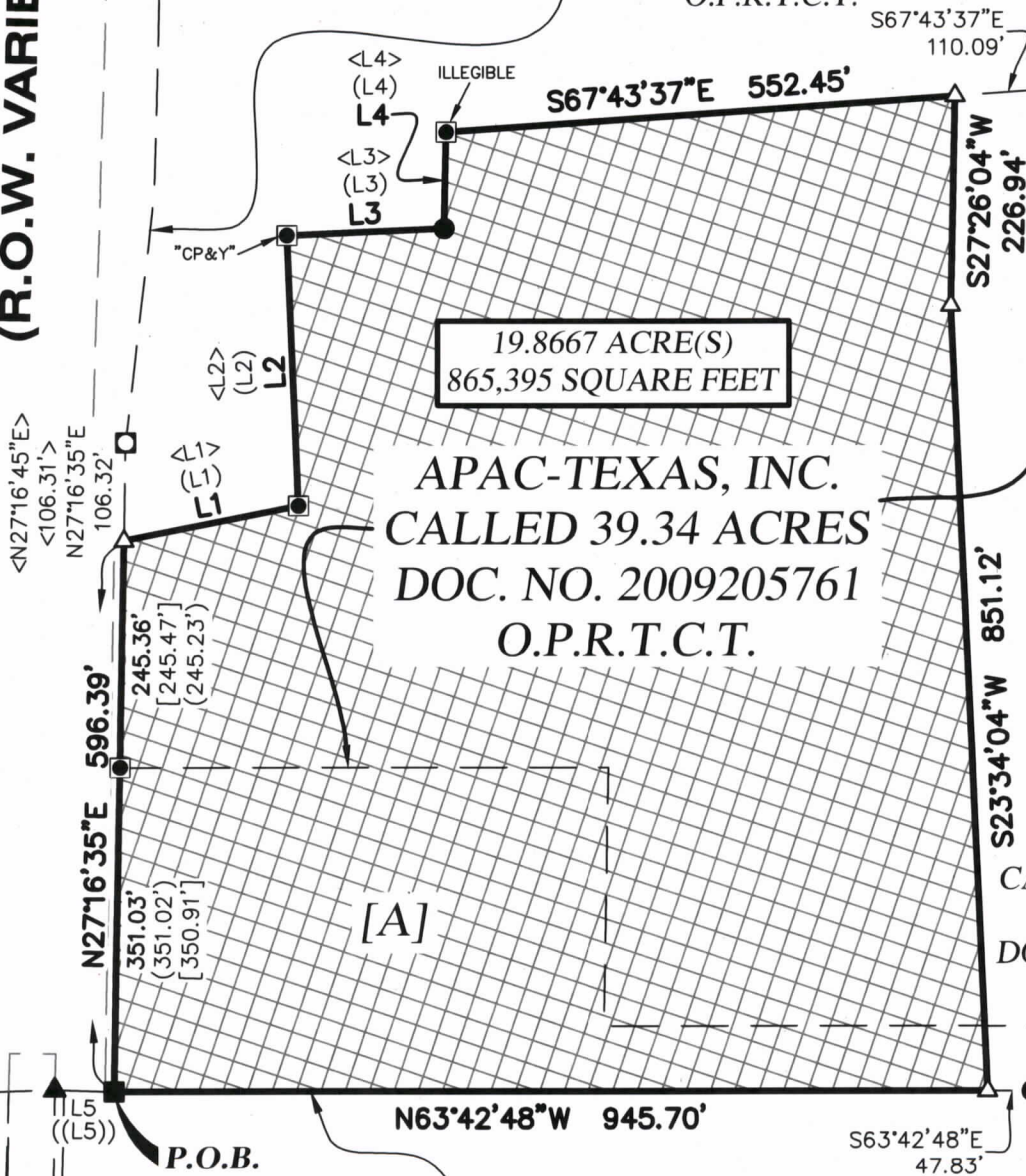 (R.O.W. VARIE
O.P.R.T.C.T.
S67°43'37"E
110.09'
<L4>
(L4)
L4
ILLEGIBLE
S67°43'37"E 552.45'
<L3>
(L3)
L3
"CP&Y"
S27°26'04"W
226.94'
<L2>
(L2)
L2
19.8667 ACRE(S)
865,395 SQUARE FEET
<N27°16'45"E>
<106.31'>
N27°16'35"E
106.32'
<L1>
(L1)
L1
APAC-TEXAS, INC.
CALLED 39.34 ACRES
DOC. NO. 2009205761
O.P.R.T.C.T.
N27°16'35"E 596.39'
245.36'
[245.47']
(245.23')
S23°34'04"W 851.12'
351.03'
(351.02')
[350.91']
[A]
CA
DO
N63°42'48"W 945.70'
L5
((L5))
P.O.B.
S63°42'48"E
47.83'